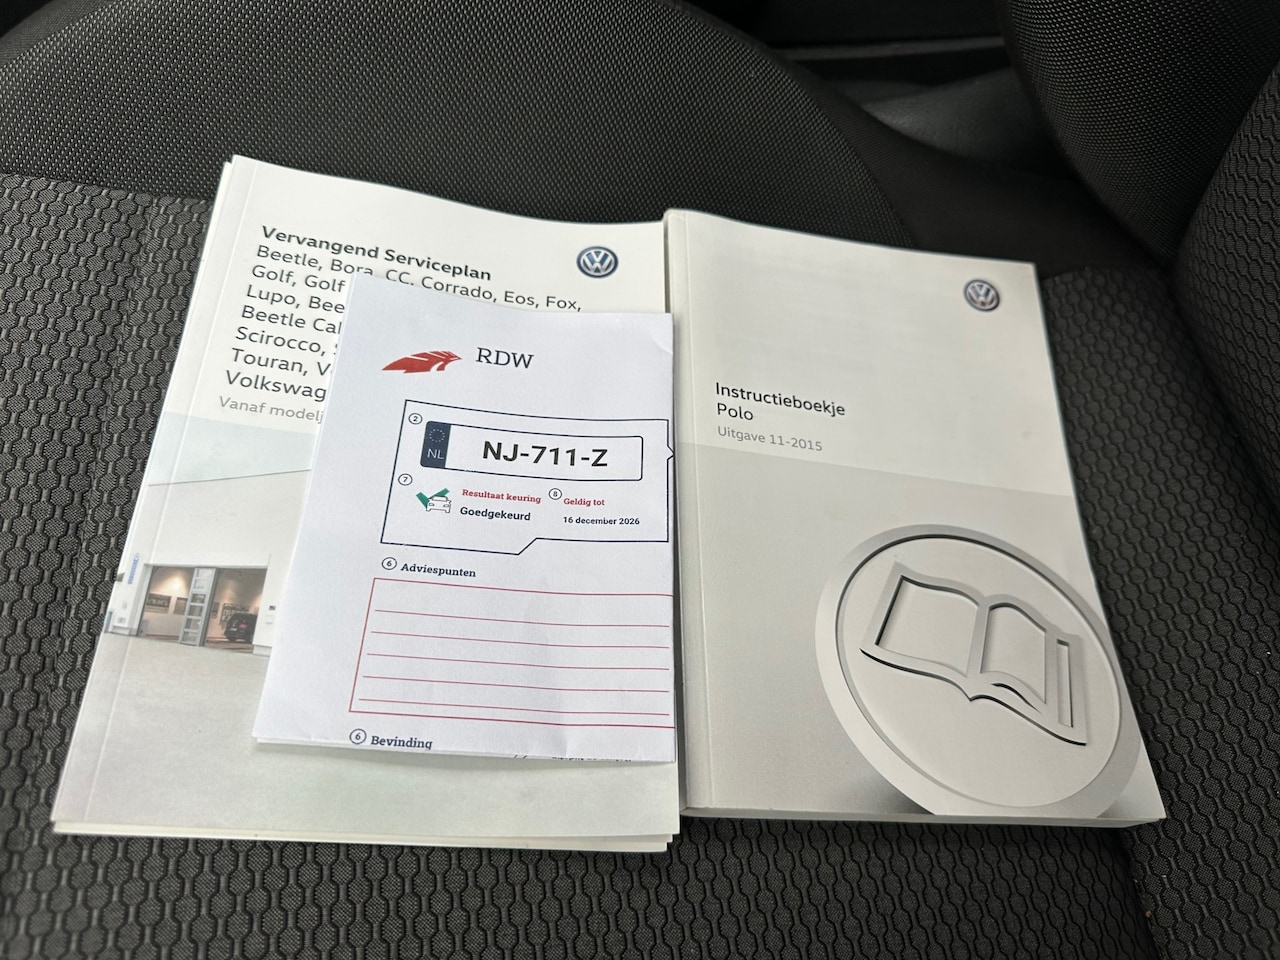 Vervangend Serviceplan
Beetle, Bora, CC, Corrado, Eos, Fox,
Golf, Golf
Lupo, Bee
Beetle Cab
Scirocco,
Touran, V
Volkswag
Vanaf modelj
RDW
2
NL
NJ-711-Z
7
Resultaat keuring
Goedgekeurd
8
Geldig tot
16 december 2026
6 Adviespunten
6 Bevinding
Instructieboekje
Polo
Uitgave 11-2015